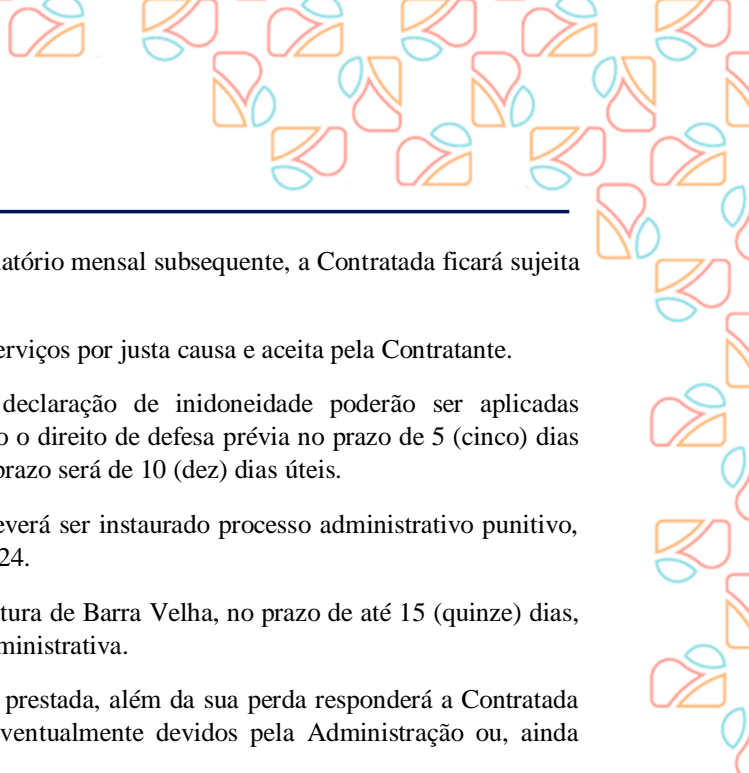 latório mensal subsequente, a Contratada ficará sujeita
erviços por justa causa e aceita pela Contratante.
declaração de inidoneidade poderão ser aplicadas
o o direito de defesa prévia no prazo de 5 (cinco) dias
prazo será de 10 (dez) dias úteis.
everá ser instaurado processo administrativo punitivo,
24.
tura de Barra Velha, no prazo de até 15 (quinze) dias,
ministrativa.
prestada, além da sua perda responderá a Contratada
ventualmente devidos pela Administração ou, ainda